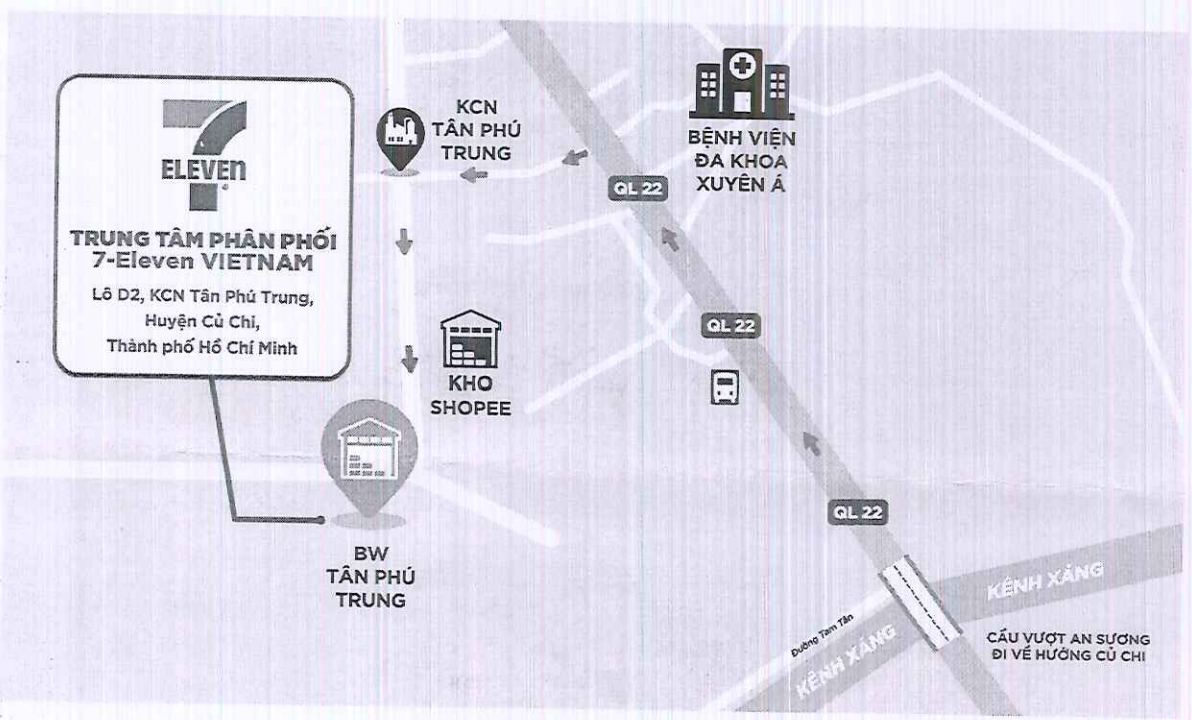 7
ELEVEn
TRUNG TÂM PHÂN PHỐI
7-Eleven VIETNAM
Lô D2, KCN Tân Phú Trung,
Huyện Củ Chi,
Thành phố Hồ Chí Minh
KCN
TÂN PHÚ
TRUNG
BỆNH VIỆN
ĐA KHOA
XUYÊN Á
QL 22
QL 22
KHO
SHOPEE
QL 22
BW
TÂN PHÚ
TRUNG
KÊNH XÁNG
Đường Tam Tân
KÊNH XÁNG
CẦU VƯỢT AN SƯƠNG
ĐI VỀ HƯỚNG CỦ CHI